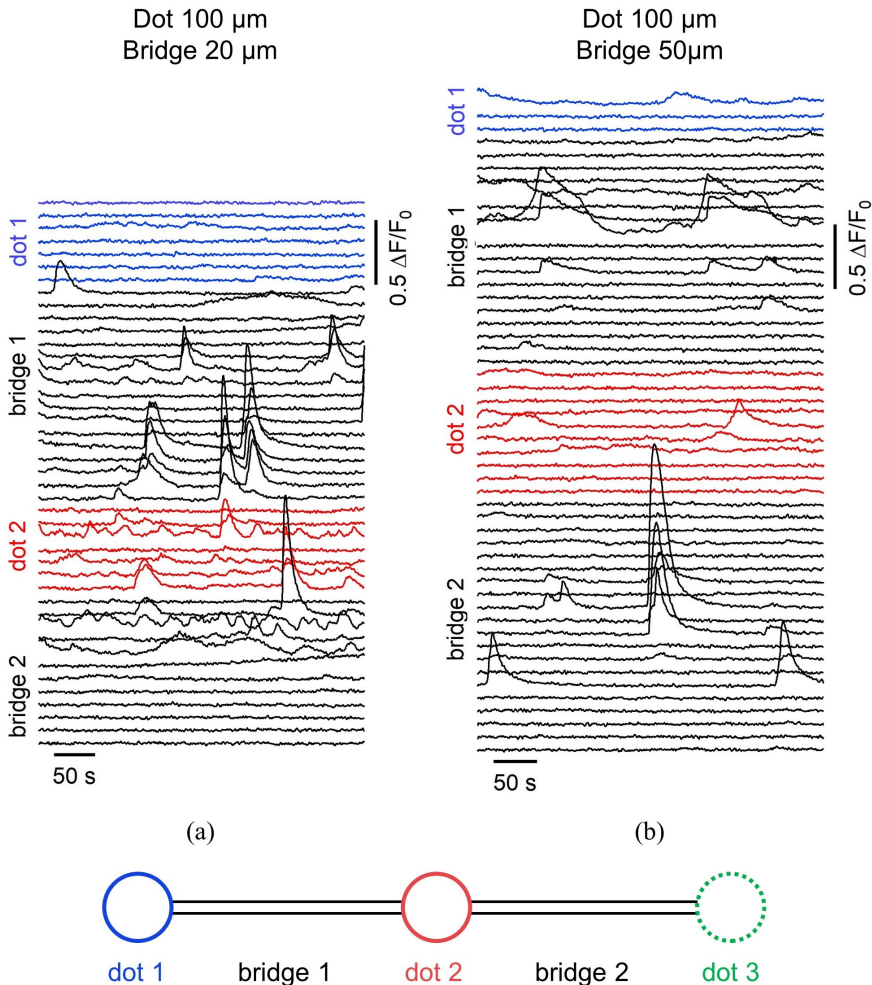 Dot 100 µm
Bridge 20 µm
Dot 100 µm
Bridge 50µm
dot 1
bridge 1
dot 2
bridge 2
0.5 ΔF/F0
50 s
dot 1
bridge 1
dot 2
bridge 2
0.5 ΔF/F0
50 s
(a)
(b)
dot 1
bridge 1
dot 2
bridge 2
dot 3